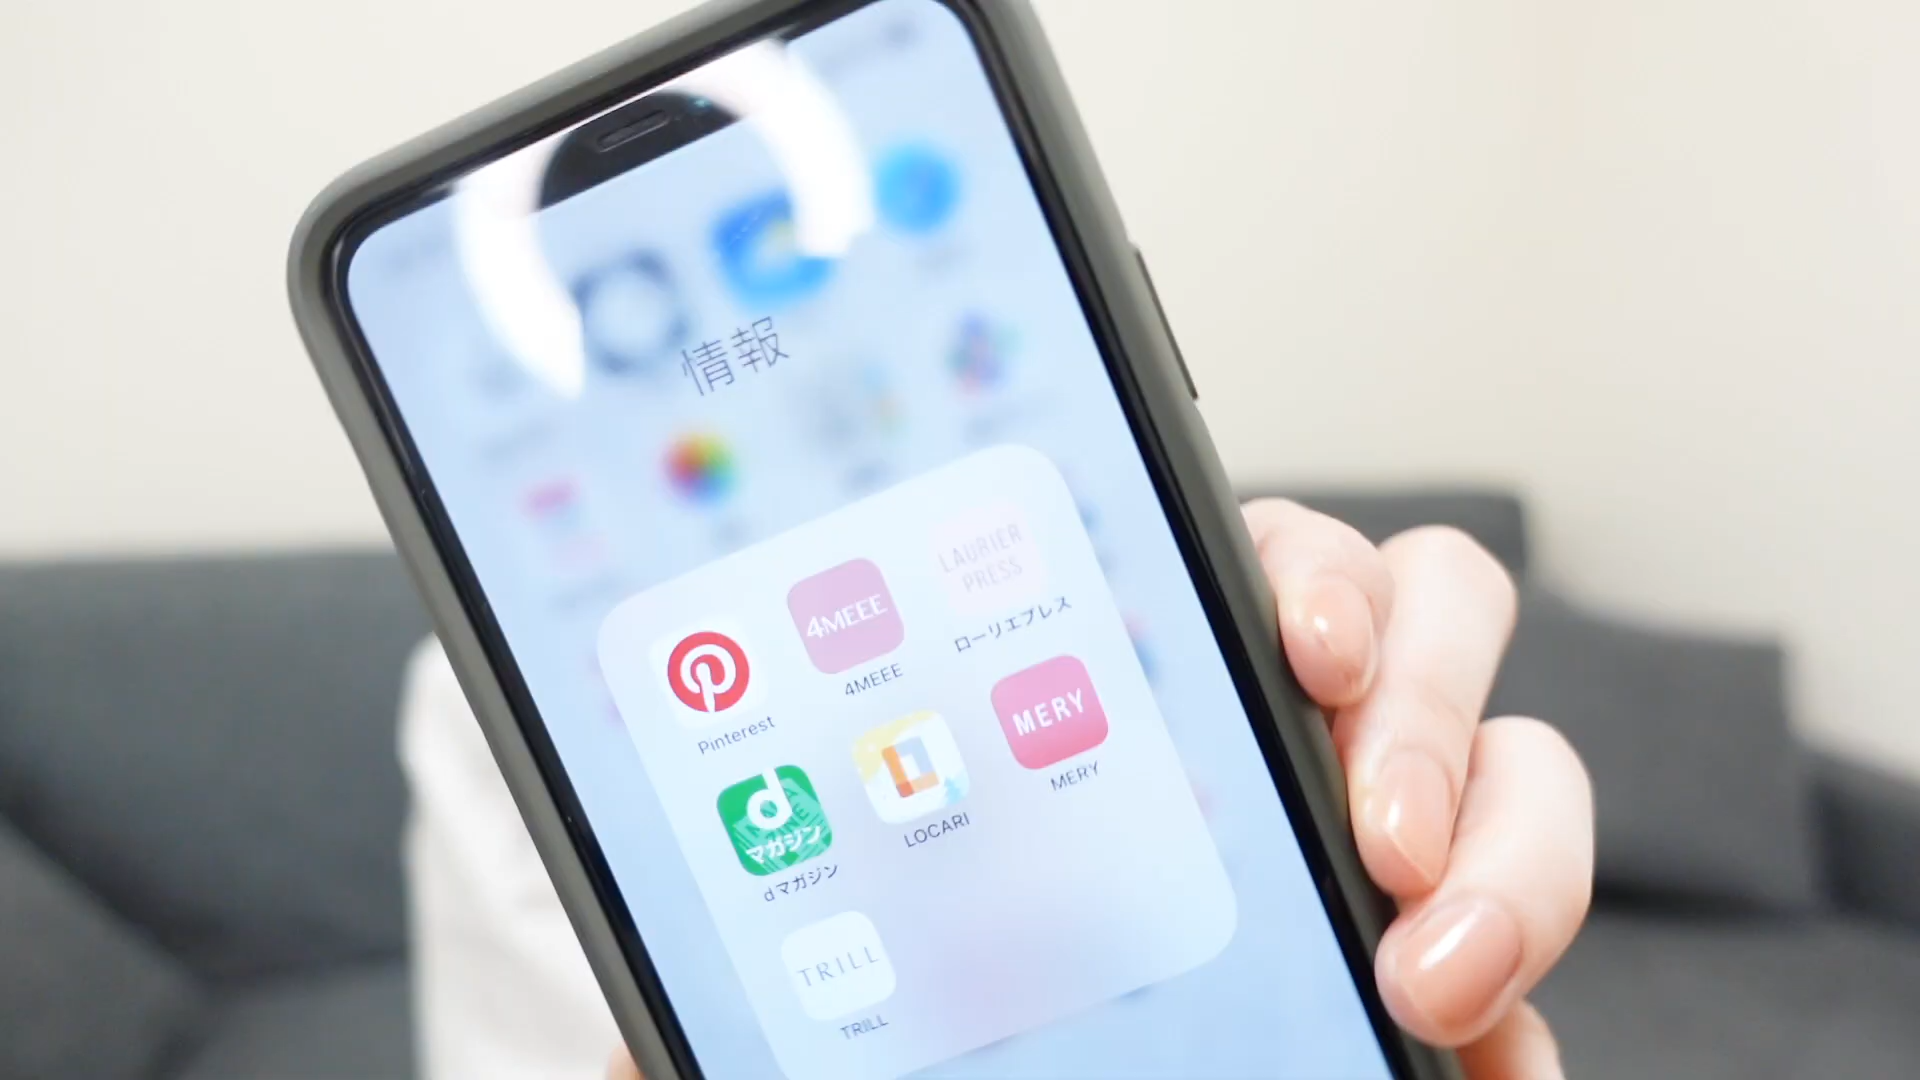 情報
4MEEE
LAURIER
PRESS
Pinterest
4MEEE
ローリエプレス
d
マガジン
MERY
dマガジン
LOCARI
MERY
TRILL
TRILL